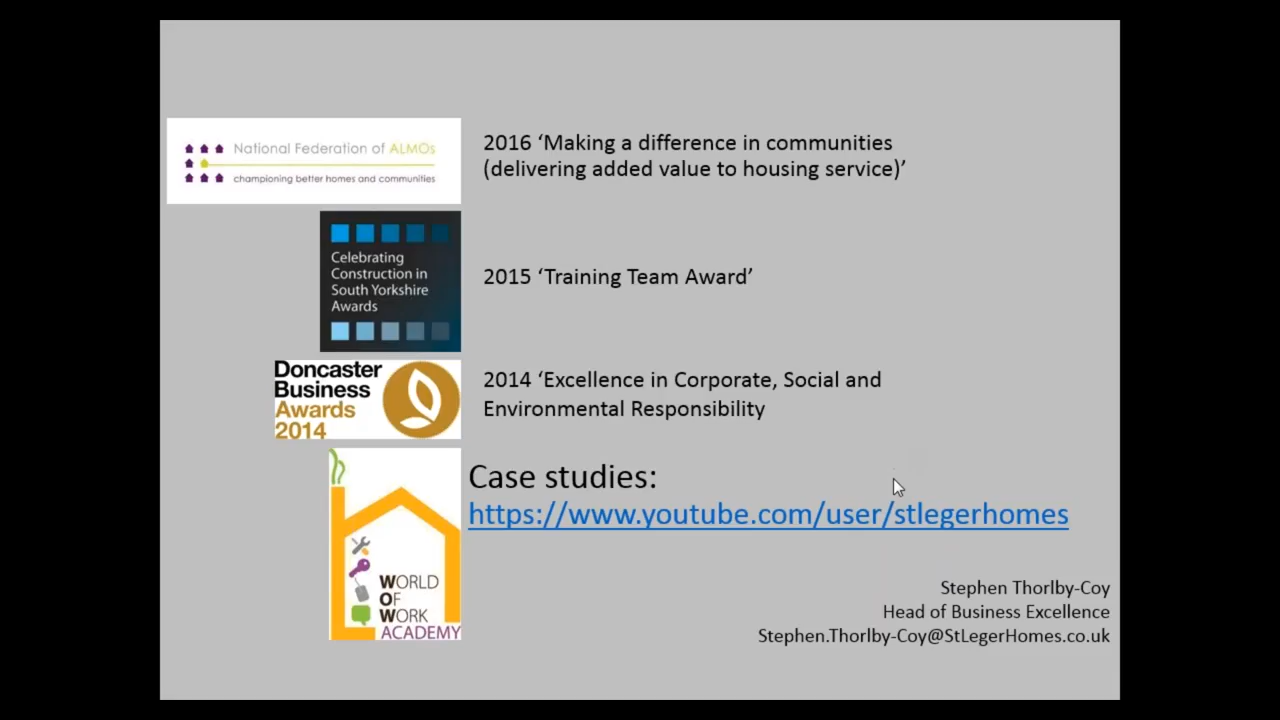 National Federation of ALMOs
championing better homes and communities
2016 ‘Making a difference in communities
(delivering added value to housing service)’
Celebrating
Construction in
South Yorkshire
Awards
2015 ‘Training Team Award’
Doncaster
Business
Awards
2014
2014 ‘Excellence in Corporate, Social and
Environmental Responsibility
WORLD
OF
WORK
ACADEMY
Case studies:
https://www.youtube.com/user/stlegerhomes
Stephen Thorlby-Coy
Head of Business Excellence
Stephen.Thorlby-Coy@StLegerHomes.co.uk